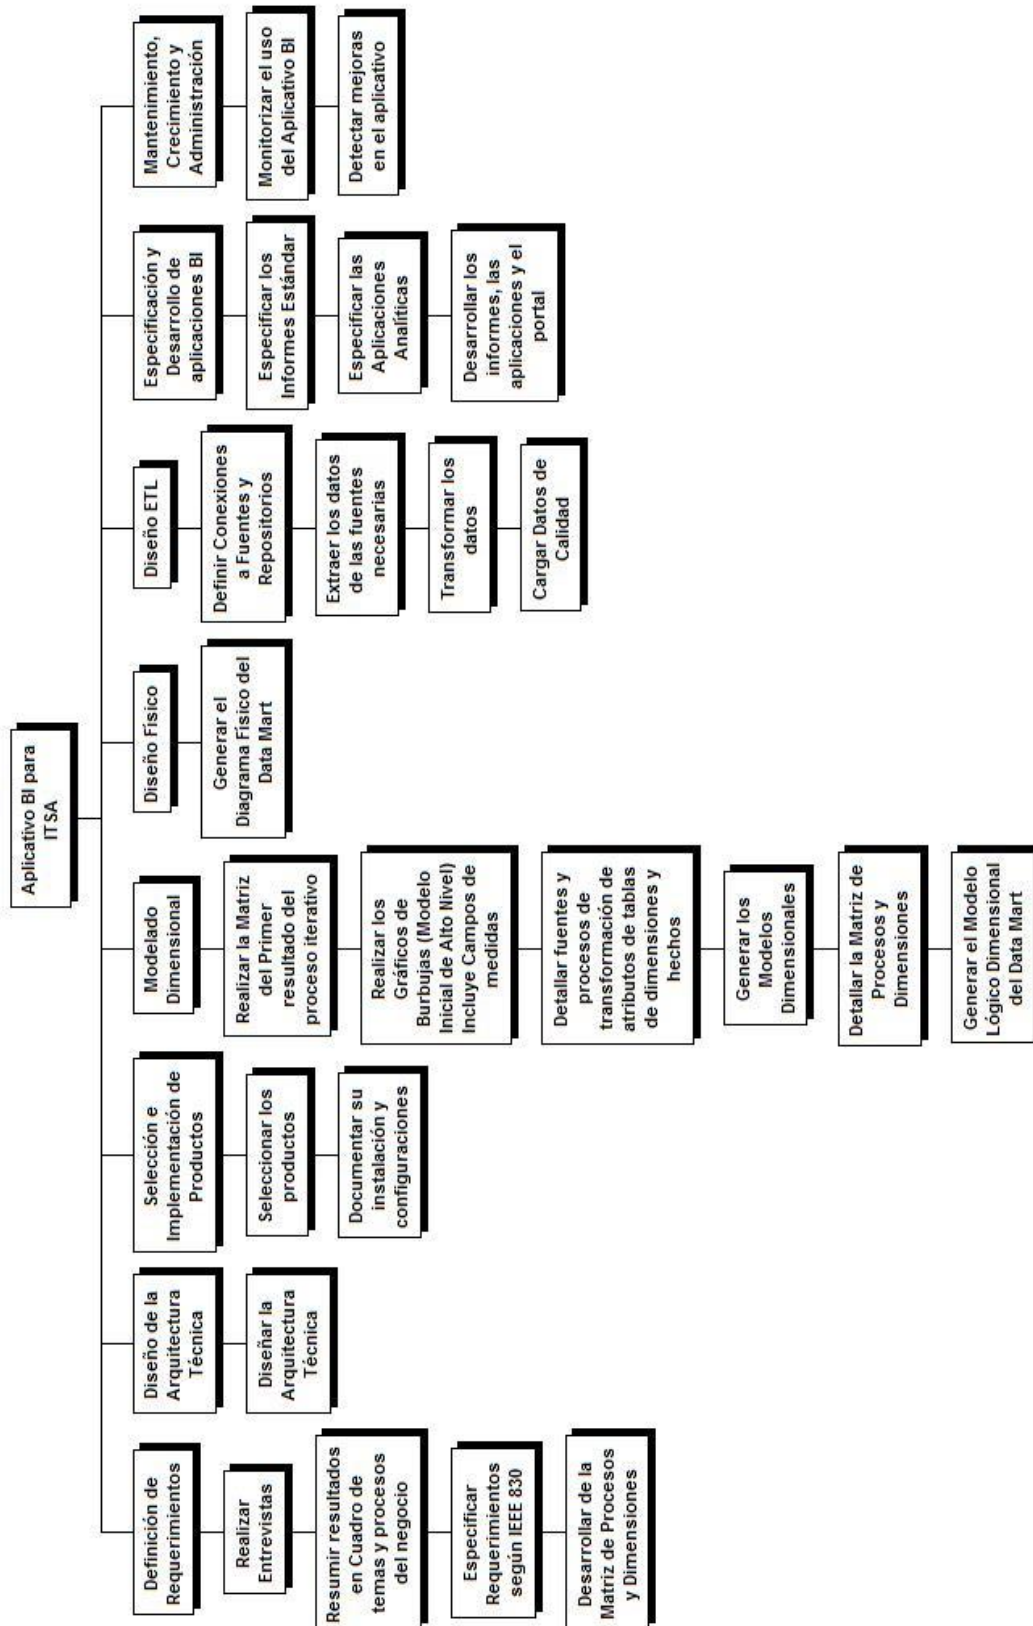 Aplicativo BI para
ITSA
Definición de
Requerimientos
Realizar
Entrevistas
Resumir resultados
en Cuadro de
temas y procesos
del negocio
Especificar
Requerimientos
según IEEE 830
Desarrollar de la
Matriz de Procesos
y Dimensiones
Diseño de la
Arquitectura
Técnica
Diseñar la
Arquitectura
Técnica
Selección e
Implementación de
Productos
Seleccionar los
productos
Documentar su
instalación y
configuraciones
Modelado
Dimensional
Realizar la Matriz
del Primer
resultado del
proceso iterativo
Realizar los
Gráficos de
Burbujas (Modelo
Inicial de Alto Nivel)
Incluye Campos de
medidas
Detallar fuentes y
procesos de
transformación de
atributos de tablas
de dimensiones y
hechos
Generar los
Modelos
Dimensionales
Detallar la Matriz de
Procesos y
Dimensiones
Generar el Modelo
Lógico Dimensional
del Data Mart
Diseño Físico
Generar el
Diagrama Físico del
Data Mart
Diseño ETL
Definir Conexiones
a Fuentes y
Repositorios
Extraer los datos
de las fuentes
necesarias
Transformar los
datos
Cargar Datos de
Calidad
Especificación y
Desarrollo de
aplicaciones BI
Especificar los
Informes Estándar
Especificar las
Aplicaciones
Analíticas
Desarrollar los
informes, las
aplicaciones y el
portal
Mantenimiento,
Crecimiento y
Administración
Monitorizar el uso
del Aplicativo BI
Detectar mejoras
en el aplicativo